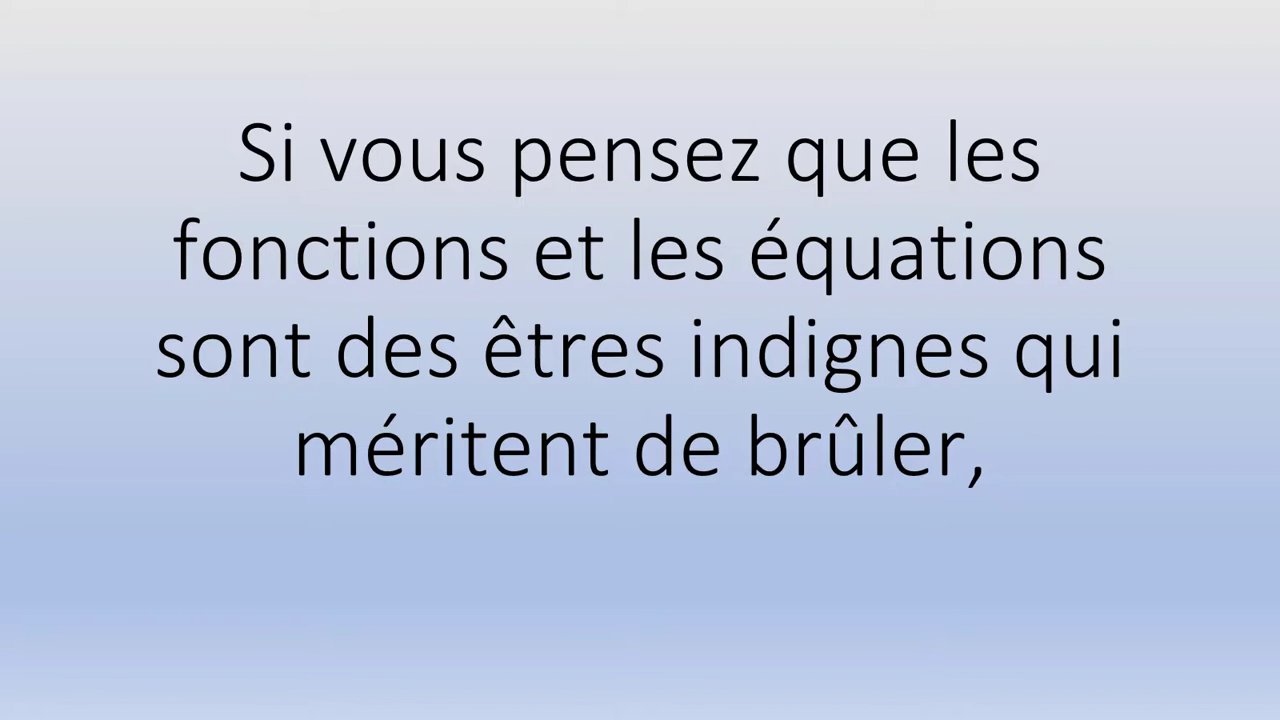 Si vous pensez que les
fonctions et les équations
sont des êtres indignes qui
méritent de brûler,